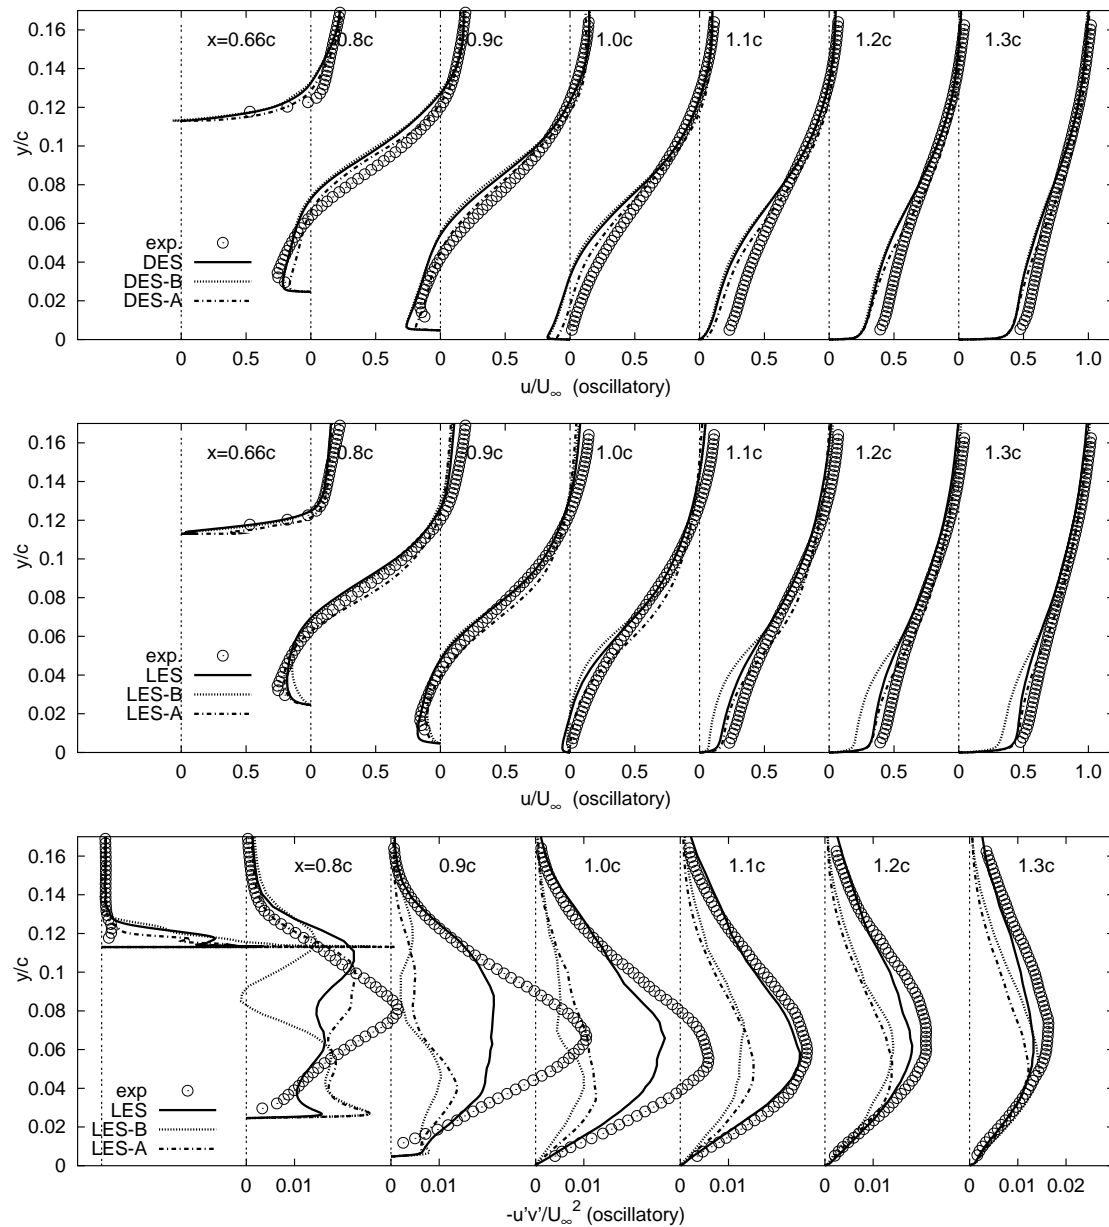 0.16
0.14
0.12
0.1
0.08
0.06
0.04
0.02
0
y/c
x=0.66c 0.8c 0.9c 1.0c 1.1c 1.2c 1.3c
exp.
DES
DES-B
DES-A
0 0 0.5 0 0.5 0 0.5 0 0.5 0 0.5 0 0.5 1.0
u/U∞ (oscillatory)
0.16
0.14
0.12
0.1
0.08
0.06
0.04
0.02
0
y/c
x=0.66c 0.8c 0.9c 1.0c 1.1c 1.2c 1.3c
exp.
LES
LES-B
LES-A
0 0 0.5 0 0.5 0 0.5 0 0.5 0 0.5 0 0.5 1.0
u/U∞ (oscillatory)
0.16
0.14
0.12
0.1
0.08
0.06
0.04
0.02
0
y/c
x=0.8c 0.9c 1.0c 1.1c 1.2c 1.3c
exp
LES
LES-B
LES-A
0 0.01 0 0.01 0 0.01 0 0.01 0 0.01 0 0.01 0.02
-u'v'/U∞² (oscillatory)